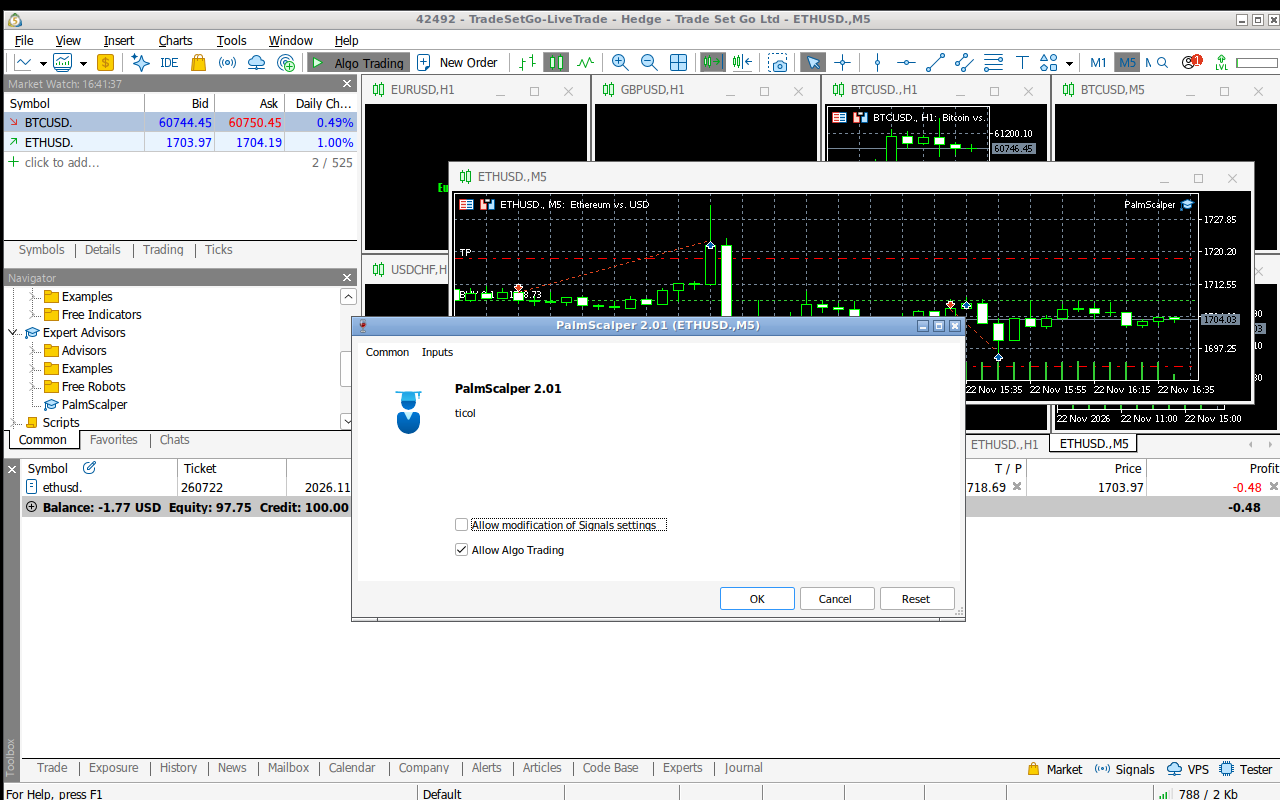 42492 - TradeSetGo-LiveTrade - Hedge - Trade Set Go Ltd - ETHUSD.,M5
File View Insert Charts Tools Window Help
IDE Algo Trading New Order M1 M5
Market Watch: 16:41:37
Symbol Bid Ask Daily Ch...
BTCUSD. 60744.45 60750.45 0.49%
ETHUSD. 1703.97 1704.19 1.00%
click to add... 2 / 525
Symbols Details Trading Ticks
EURUSD,H1
GBPUSD,H1
BTCUSD.,H1
BTCUSD.,M5
BTCUSD., H1: Bitcoin vs.
61200.10
60746.45
USDCHF,H
ETHUSD.,M5
ETHUSD., M5: Ethereum vs. USD
PalmScalper
1727.85
TP
1720.20
1712.55
1704.03
1697.25
22 Nov 15:35 22 Nov 15:55 22 Nov 16:15 22 Nov 16:35
22 Nov 2026 22 Nov 11:00 22 Nov 15:00
Navigator
Examples
Free Indicators
Expert Advisors
Advisors
Examples
Free Robots
PalmScalper
Scripts
Common Favorites Chats
PalmScalper 2.01 (ETHUSD.,M5)
Common Inputs
PalmScalper 2.01
ticol
Allow modification of Signals settings
Allow Algo Trading
OK Cancel Reset
ETHUSD.,H1 ETHUSD.,M5
Symbol Ticket T / P Price Profit
ethusd. 260722 2026.11 718.69 1703.97 -0.48
Balance: -1.77 USD Equity: 97.75 Credit: 100.00 -0.48
Toolbox
Trade Exposure History News Mailbox Calendar Company Alerts Articles Code Base Experts Journal
Market Signals VPS Tester
For Help, press F1 Default 788 / 2 Kb